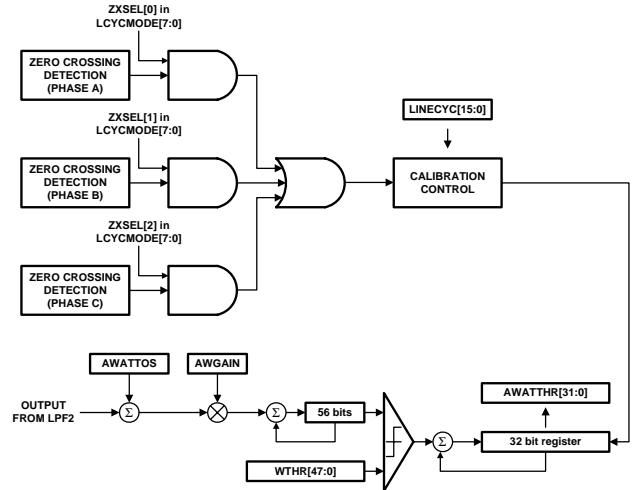 ZXSEL[0] in
LCYCMODE[7:0]
ZERO CROSSING
DETECTION
(PHASE A)
ZXSEL[1] in
LCYCMODE[7:0]
ZERO CROSSING
DETECTION
(PHASE B)
ZXSEL[2] in
LCYCMODE[7:0]
ZERO CROSSING
DETECTION
(PHASE C)
LINECYC[15:0]
CALIBRATION
CONTROL
AWATTOS
AWGAIN
OUTPUT
FROM LPF2
Σ
Σ
56 bits
WTHR[47:0]
Σ
AWATTHR[31:0]
32 bit register